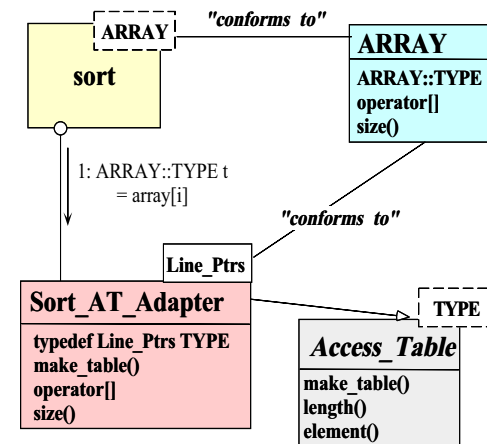 "conforms to"
ARRAY
sort
ARRAY
ARRAY::TYPE
operator[]
size()
1: ARRAY::TYPE t
= array[i]
"conforms to"
Line_Ptrs
Sort_AT_Adapter
typedef Line_Ptrs TYPE
make_table()
operator[]
size()
TYPE
Access_Table
make_table()
length()
element()